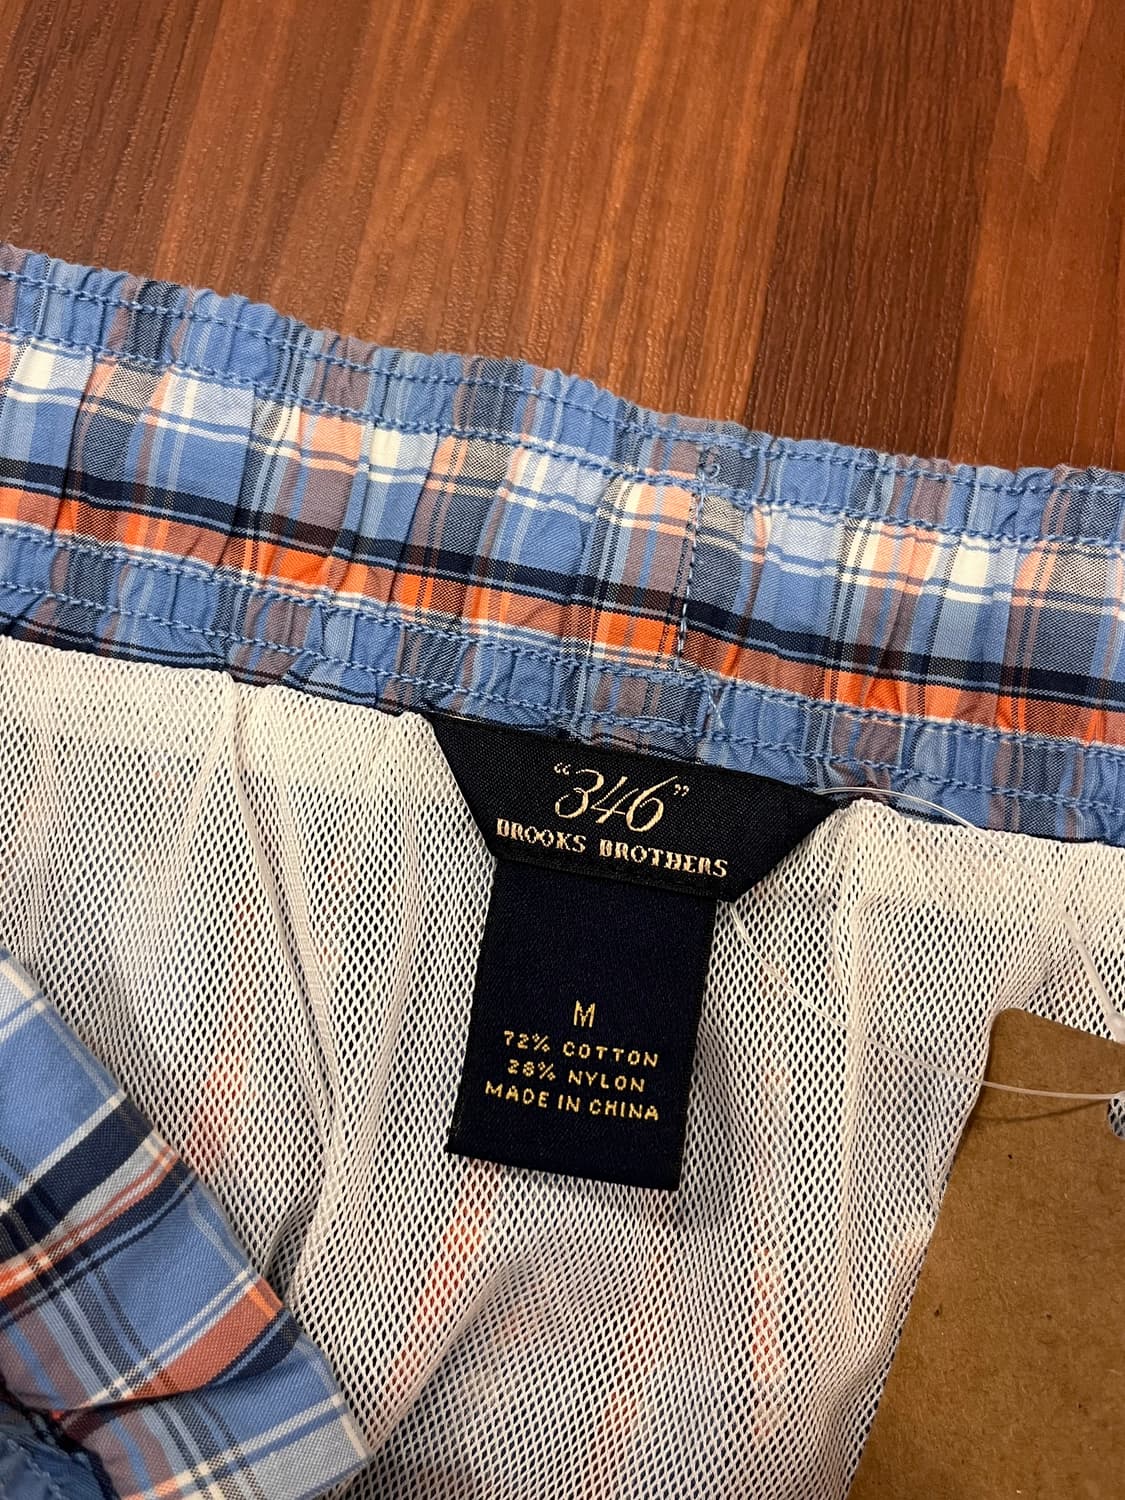 “346”
BROOKS BROTHERS
M
72% COTTON
28% NYLON
MADE IN CHINA